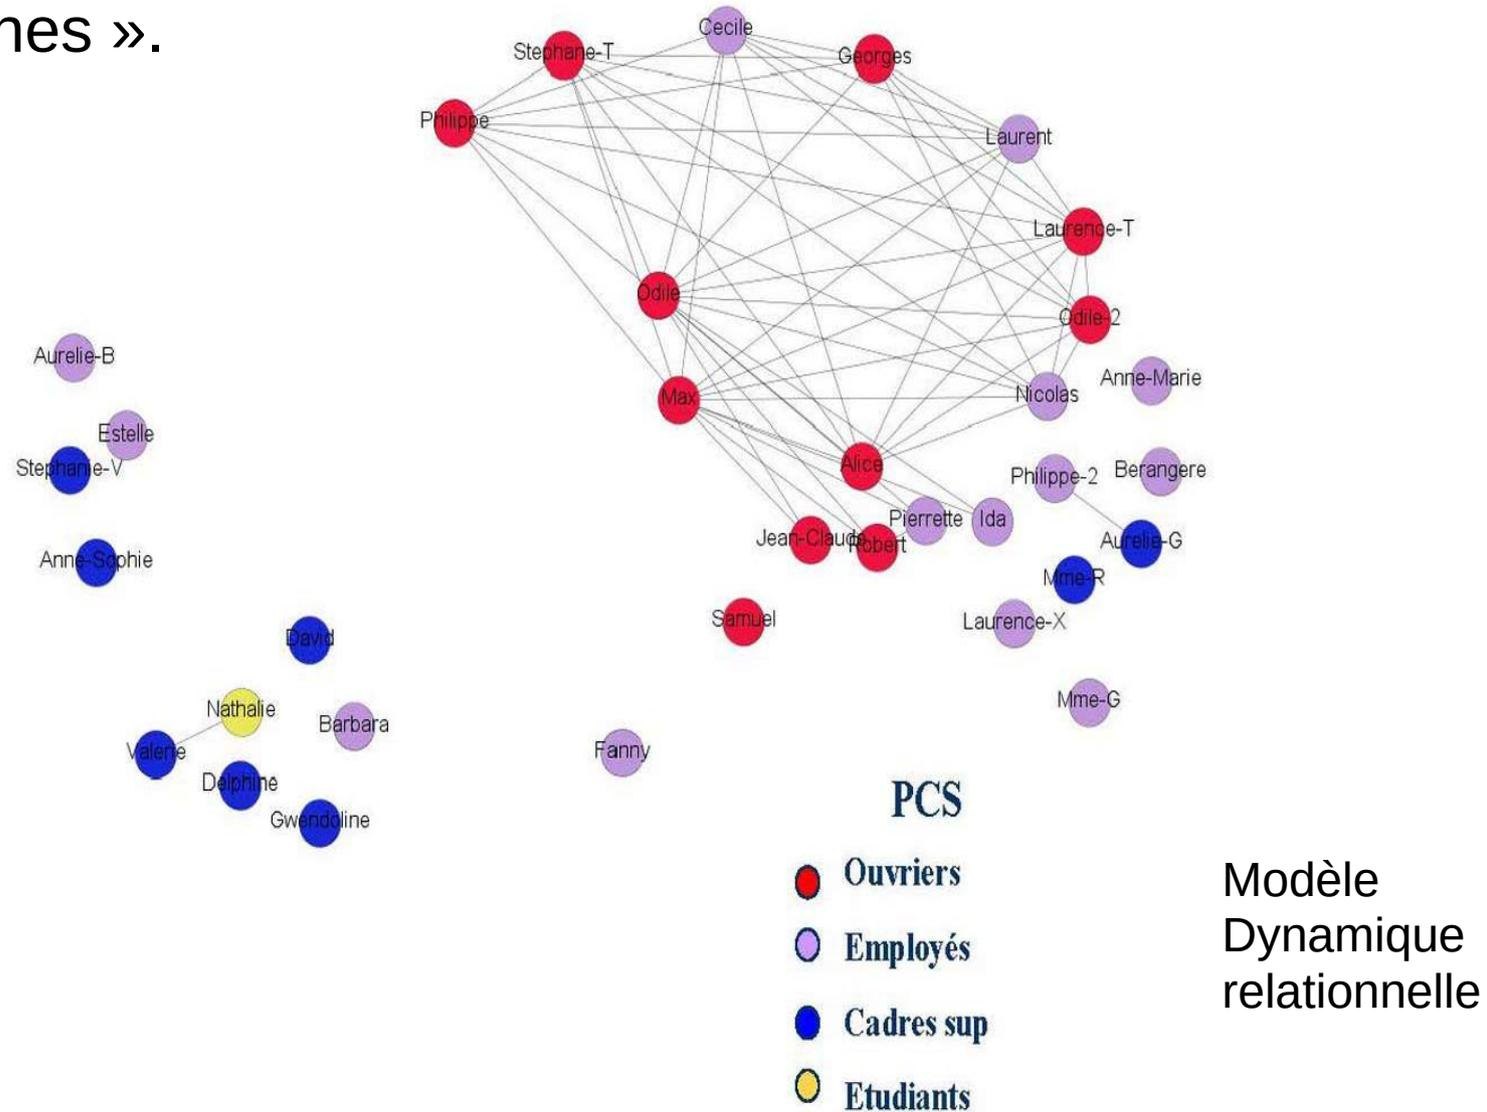 nes ».
Cecile
Stephane-T
Georges
Philippe
Laurent
Laurence-T
Odile
Odile-2
Aurelie-B
Anne-Marie
Nicolas
Max
Estelle
Alice
Stephanie-V
Philippe-2
Berangere
Pierrette
Ida
Jean-Claude
Robert
Aurelie-G
Anne-Sophie
Mme-R
Samuel
Laurence-X
David
Mme-G
Nathalie
Barbara
Valerie
Fanny
Delphine
Gwendoline
PCS
Ouvriers
Employés
Cadres sup
Etudiants
Modèle
Dynamique
relationnelle